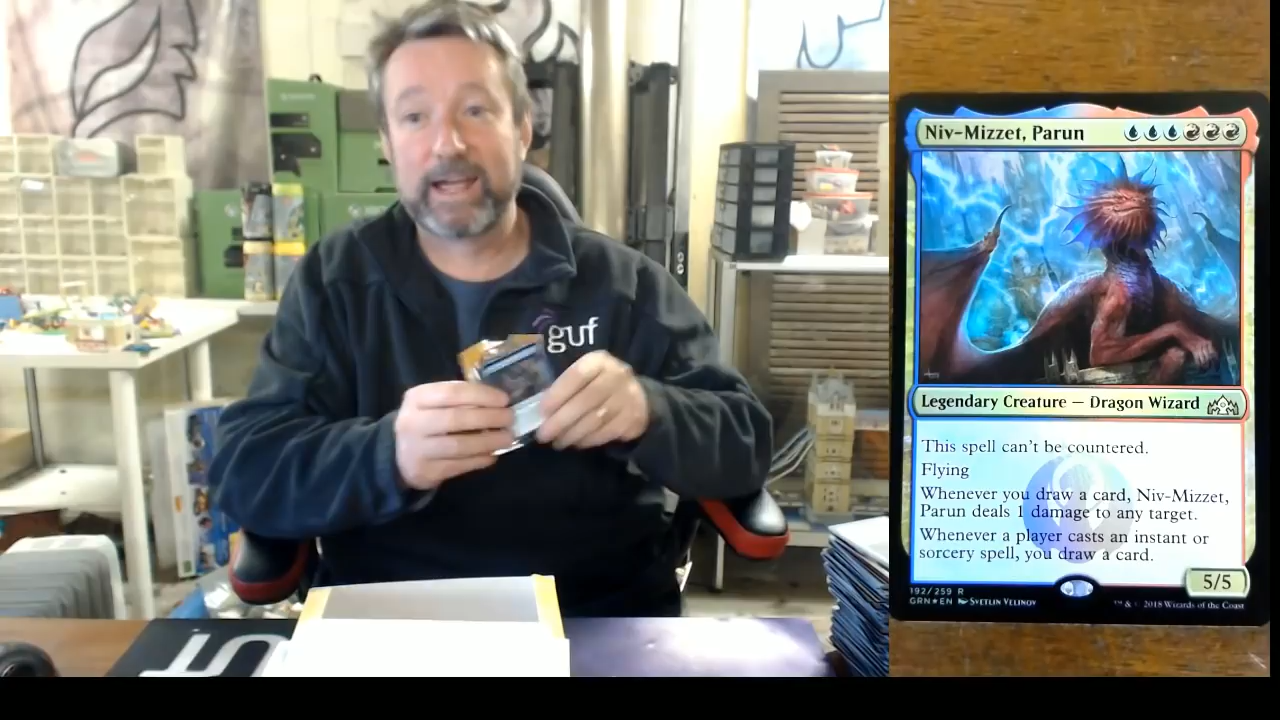 guf
Niv-Mizzet, Parun
Legendary Creature — Dragon Wizard
This spell can't be countered.
Flying
Whenever you draw a card, Niv-Mizzet,
Parun deals 1 damage to any target.
Whenever a player casts an instant or
sorcery spell, you draw a card.
5/5
192/259 R
GRN★EN Svetlin Velinov
™ & © 2018 Wizards of the Coast